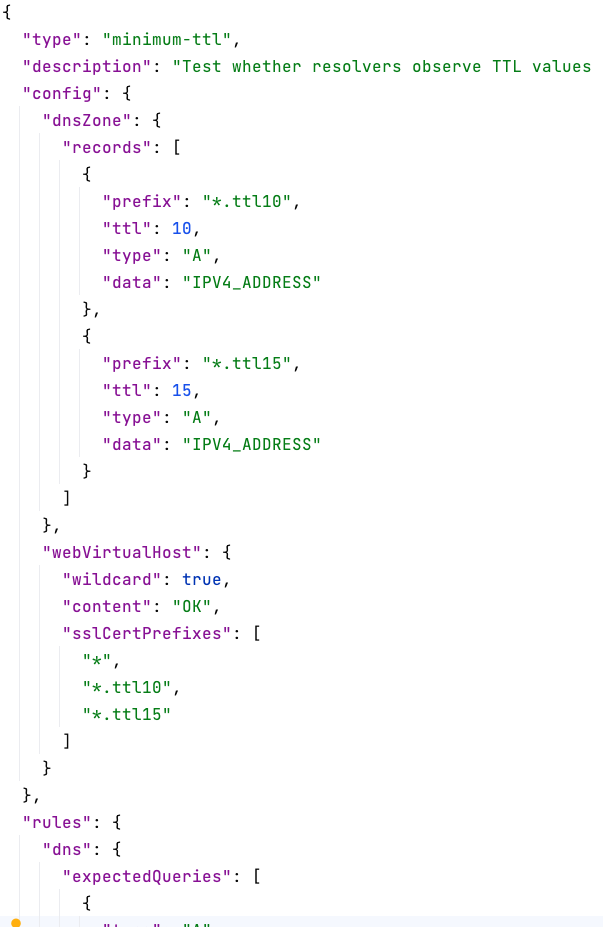 {
  "type": "minimum-ttl",
  "description": "Test whether resolvers observe TTL values
  "config": {
    "dnsZone": {
      "records": [
        {
          "prefix": "*.ttl10",
          "ttl": 10,
          "type": "A",
          "data": "IPV4_ADDRESS"
        },
        {
          "prefix": "*.ttl15",
          "ttl": 15,
          "type": "A",
          "data": "IPV4_ADDRESS"
        }
      ]
    },
    "webVirtualHost": {
      "wildcard": true,
      "content": "OK",
      "sslCertPrefixes": [
        "*",
        "*.ttl10",
        "*.ttl15"
      ]
    }
  },
  "rules": {
    "dns": {
      "expectedQueries": [
        {